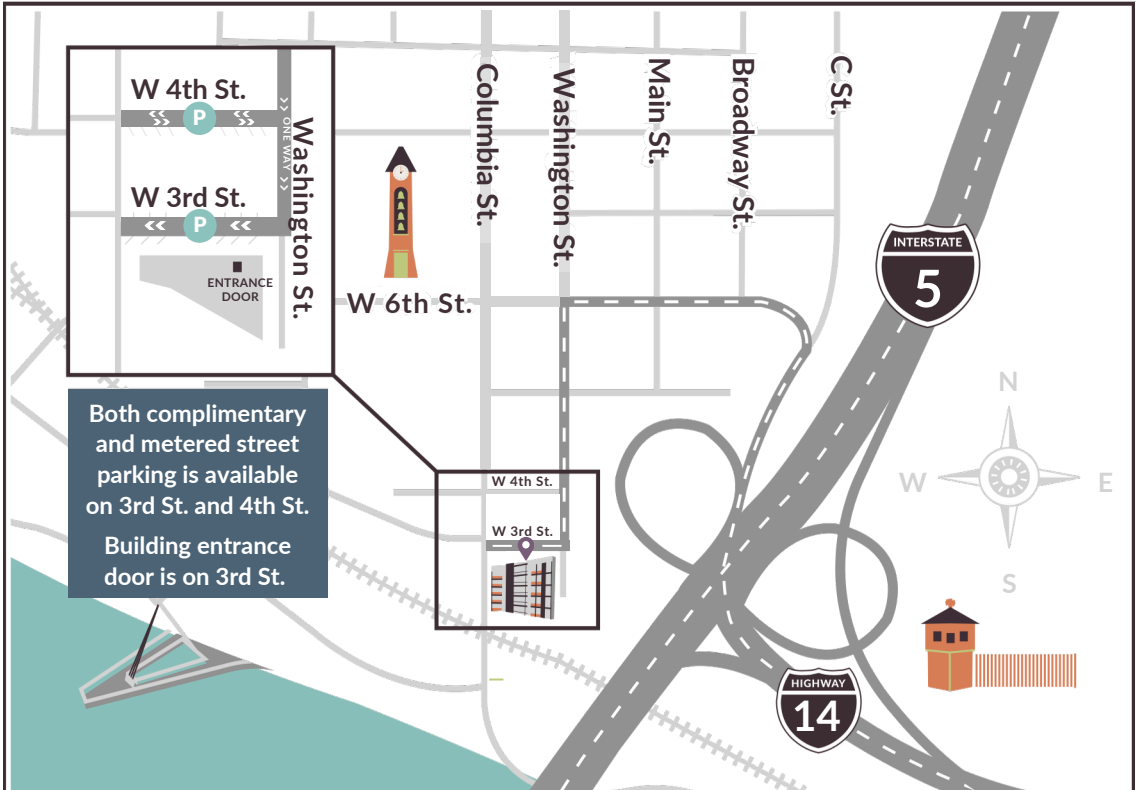 W 4th St.
P
>> ONE WAY >>
Washington St.
W 3rd St.
<< P <<
ENTRANCE
DOOR
Columbia St.
Washington St.
Main St.
Broadway St.
C St.
W 6th St.
INTERSTATE
5
Both complimentary
and metered street
parking is available
on 3rd St. and 4th St.
Building entrance
door is on 3rd St.
W 4th St.
W 3rd St.
N
W
E
S
HIGHWAY
14